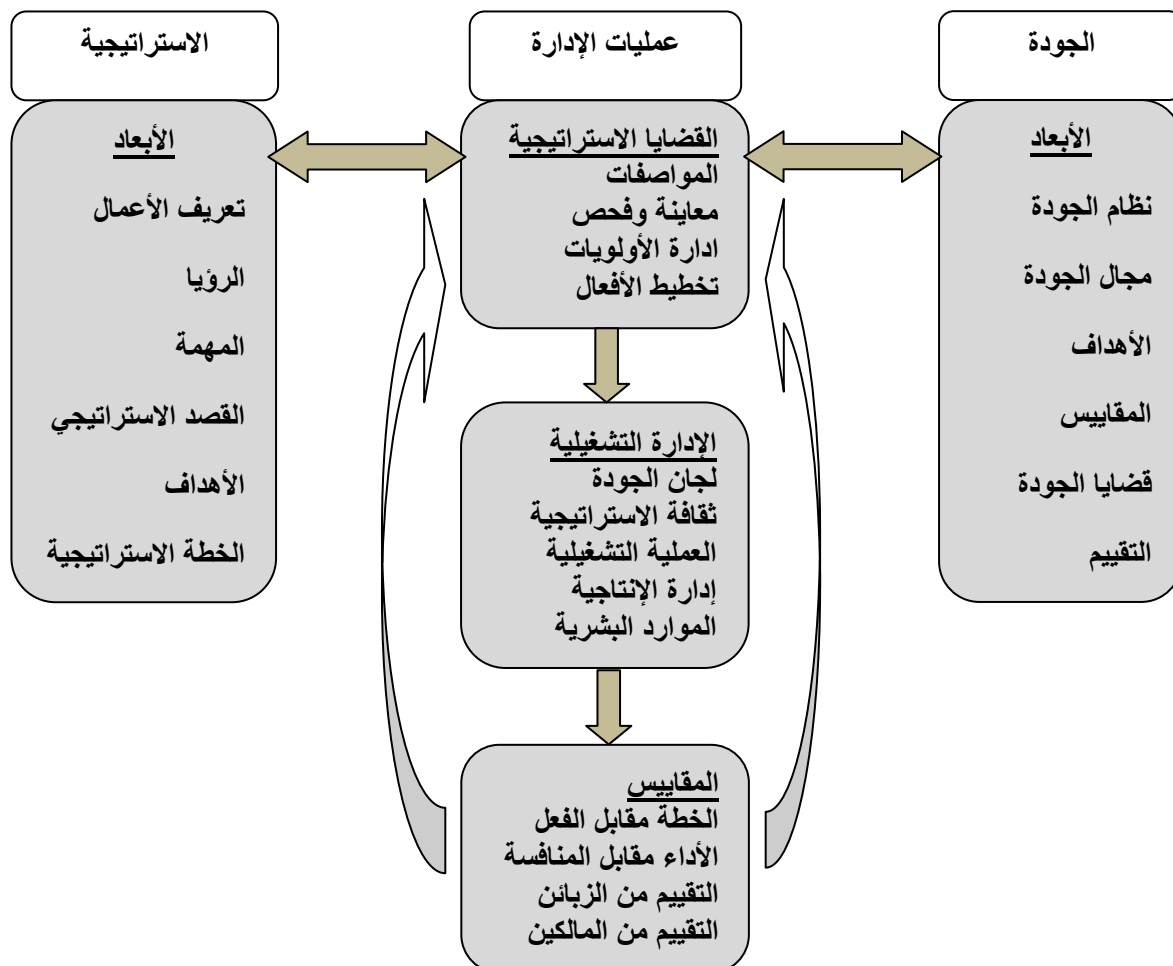 الجودة
الأبعاد
نظام الجودة
مجال الجودة
الأهداف
المقاييس
قضايا الجودة
التقييم
عمليات الإدارة
القضايا الاستراتيجية
المواصفات
معاينة وفحص
ادارة الأولويات
تخطيط الأفعال
الإدارة التشغيلية
لجان الجودة
ثقافة الاستراتيجية
العملية التشغيلية
إدارة الإنتاجية
الموارد البشرية
المقاييس
الخطة مقابل الفعل
الأداء مقابل المنافسة
التقييم من الزبائن
التقييم من المالكين
الاستراتيجية
الأبعاد
تعريف الأعمال
الرؤيا
المهمة
القصد الاستراتيجي
الأهداف
الخطة الاستراتيجية